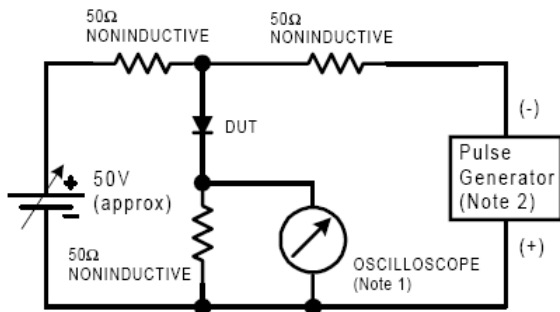 50Ω
NONINDUCTIVE
50Ω
NONINDUCTIVE
DUT
(-)
Pulse
Generator
(Note 2)
(+)
+
50V
(approx)
-
50Ω
NONINDUCTIVE
OSCILLOSCOPE
(Note 1)